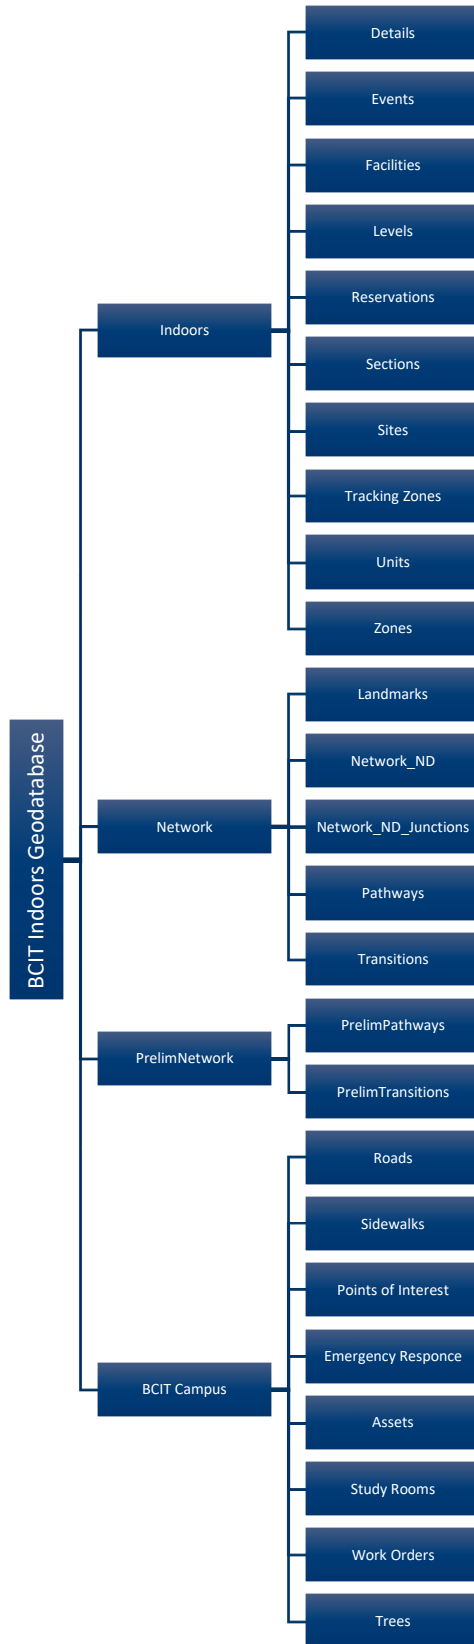 BCIT Indoors Geodatabase
Indoors
Details
Events
Facilities
Levels
Reservations
Sections
Sites
Tracking Zones
Units
Zones
Network
Landmarks
Network_ND
Network_ND_Junctions
Pathways
Transitions
PrelimNetwork
PrelimPathways
PrelimTransitions
BCIT Campus
Roads
Sidewalks
Points of Interest
Emergency Responce
Assets
Study Rooms
Work Orders
Trees